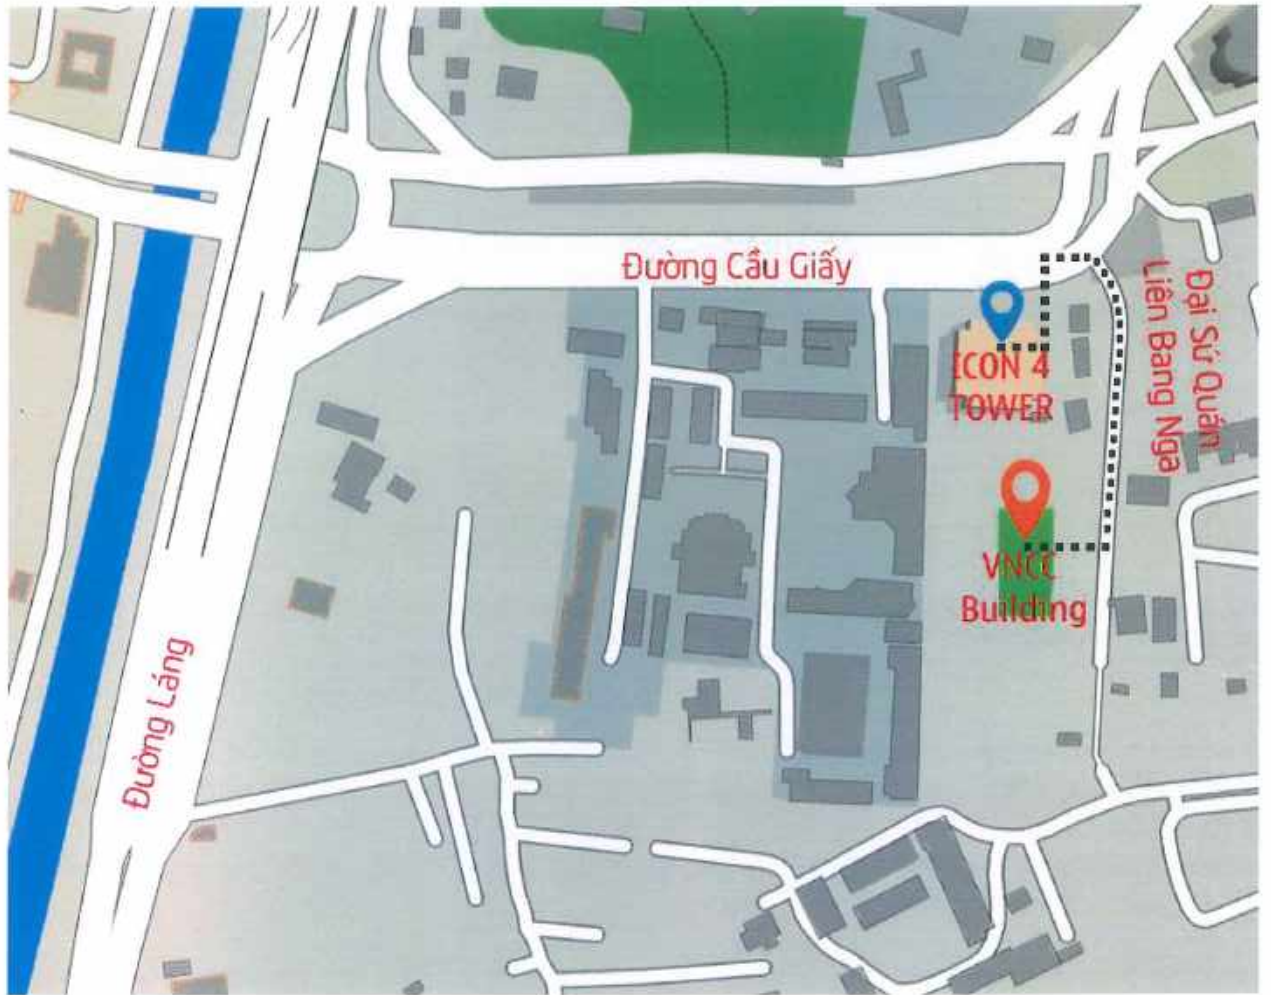 Đường Cầu Giấy
ICON 4
TOWER
Đại Sứ Quán
Liên Bang Nga
VNCC
Building
Đường Láng